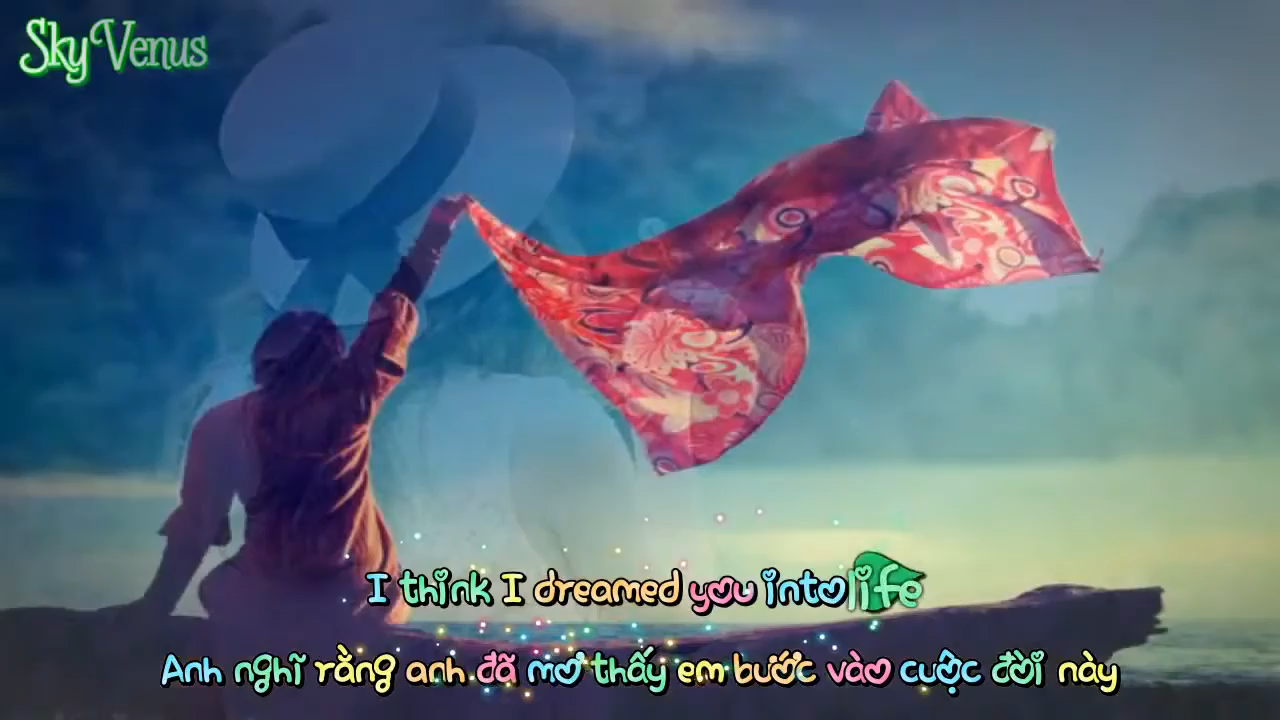 SkyVenus
I think I dreamed you into life
Anh nghĩ rằng anh đã mơ thấy em bước vào cuộc đời này